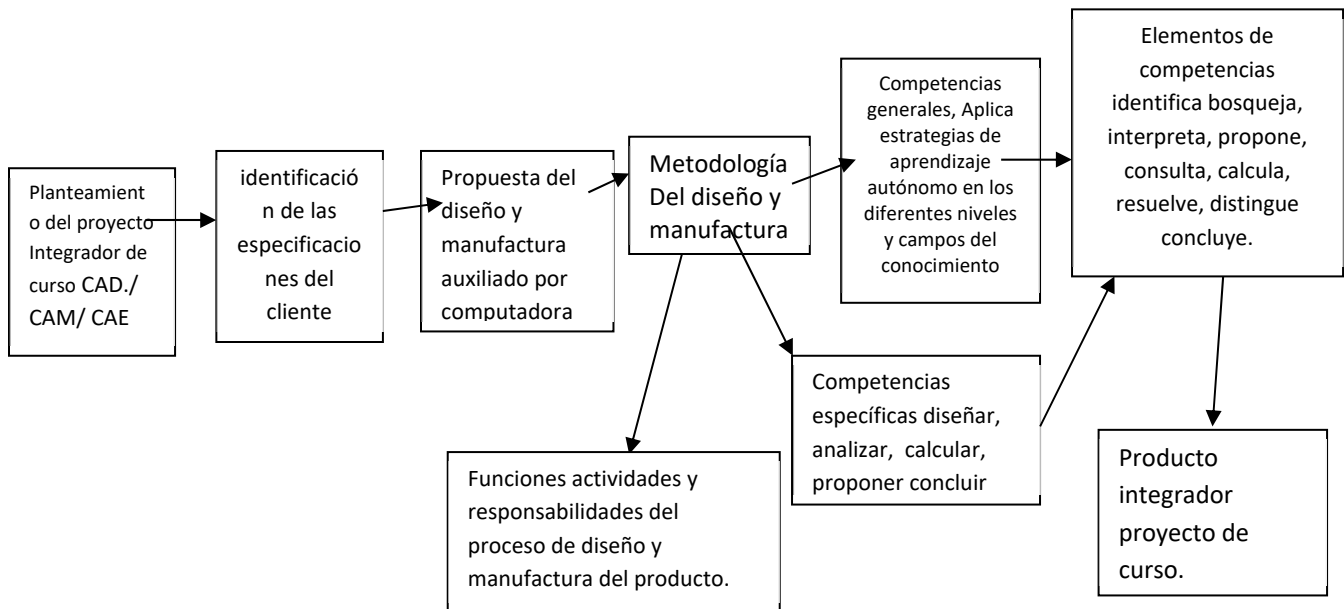 Planteamient
o del proyecto
Integrador de
curso CAD./
CAM/ CAE
identificació
n de las
especificacio
nes del
cliente
Propuesta del
diseño y
manufactura
auxiliado por
computadora
Metodología
Del diseño y
manufactura
Competencias
generales, Aplica
estrategias de
aprendizaje
autónomo en los
diferentes niveles
y campos del
conocimiento
Elementos de
competencias
identifica bosqueja,
interpreta, propone,
consulta, calcula,
resuelve, distingue
concluye.
Funciones actividades y
responsabilidades del
proceso de diseño y
manufactura del producto.
Competencias
específicas diseñar,
analizar, calcular,
proponer concluir
Producto
integrador
proyecto de
curso.